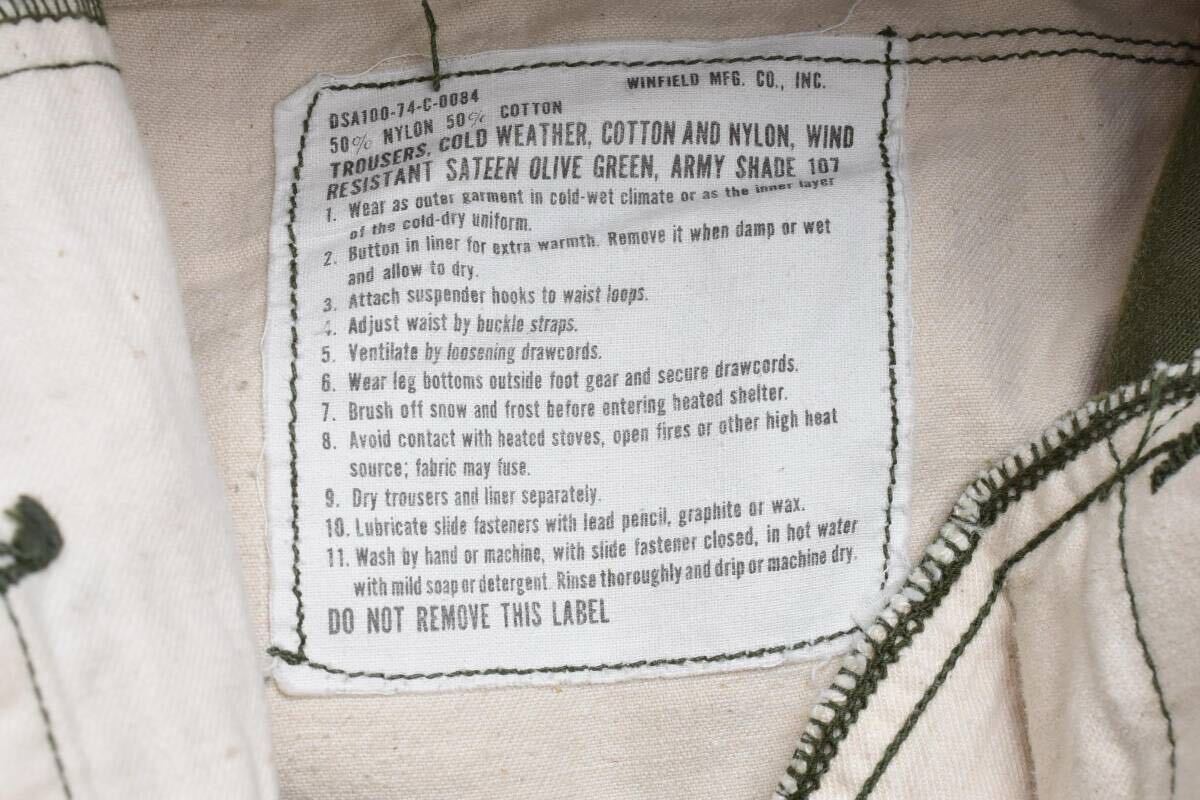 DSA100-74-C-0084 WINFIELD MFG. CO., INC.
50% NYLON 50% COTTON
TROUSERS, COLD WEATHER, COTTON AND NYLON, WIND
RESISTANT SATEEN OLIVE GREEN, ARMY SHADE 107
1. Wear as outer garment in cold-wet climate or as the inner layer
of the cold-dry uniform.
2. Button in liner for extra warmth. Remove it when damp or wet
and allow to dry.
3. Attach suspender hooks to waist loops.
4. Adjust waist by buckle straps.
5. Ventilate by loosening drawcords.
6. Wear leg bottoms outside foot gear and secure drawcords.
7. Brush off snow and frost before entering heated shelter.
8. Avoid contact with heated stoves, open fires or other high heat
source; fabric may fuse.
9. Dry trousers and liner separately.
10. Lubricate slide fasteners with lead pencil, graphite or wax.
11. Wash by hand or machine, with slide fastener closed, in hot water
with mild soap or detergent. Rinse thoroughly and drip or machine dry.
DO NOT REMOVE THIS LABEL